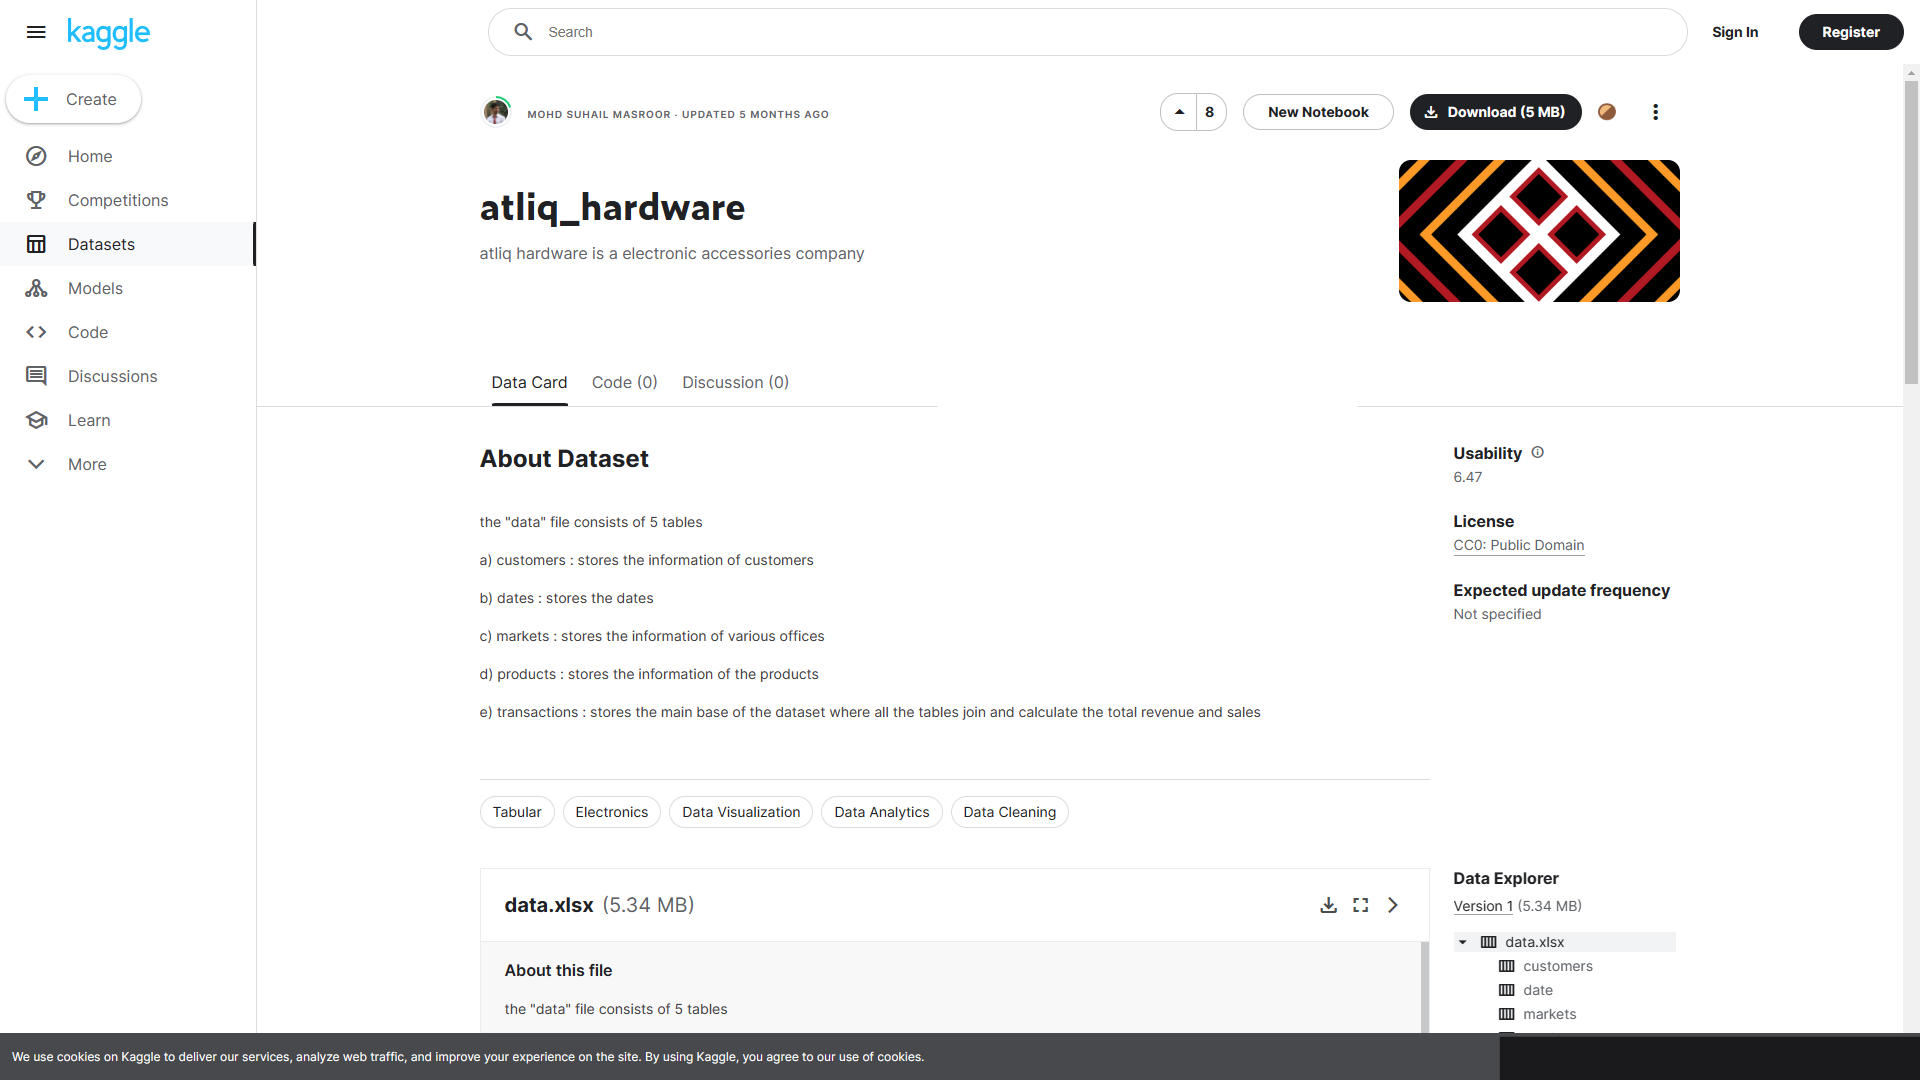 kaggle
Search
Sign In
Register
Create
Home
Competitions
Datasets
Models
Code
Discussions
Learn
More
MOHD SUHAIL MASROOR · UPDATED 5 MONTHS AGO
8
New Notebook
Download (5 MB)
atliq_hardware
atliq hardware is a electronic accessories company
Data Card
Code (0)
Discussion (0)
About Dataset
the "data" file consists of 5 tables
a) customers : stores the information of customers
b) dates : stores the dates
c) markets : stores the information of various offices
d) products : stores the information of the products
e) transactions : stores the main base of the dataset where all the tables join and calculate the total revenue and sales
Usability
6.47
License
CC0: Public Domain
Expected update frequency
Not specified
Tabular
Electronics
Data Visualization
Data Analytics
Data Cleaning
data.xlsx (5.34 MB)
About this file
the "data" file consists of 5 tables
Data Explorer
Version 1 (5.34 MB)
data.xlsx
customers
date
markets
We use cookies on Kaggle to deliver our services, analyze web traffic, and improve your experience on the site. By using Kaggle, you agree to our use of cookies.